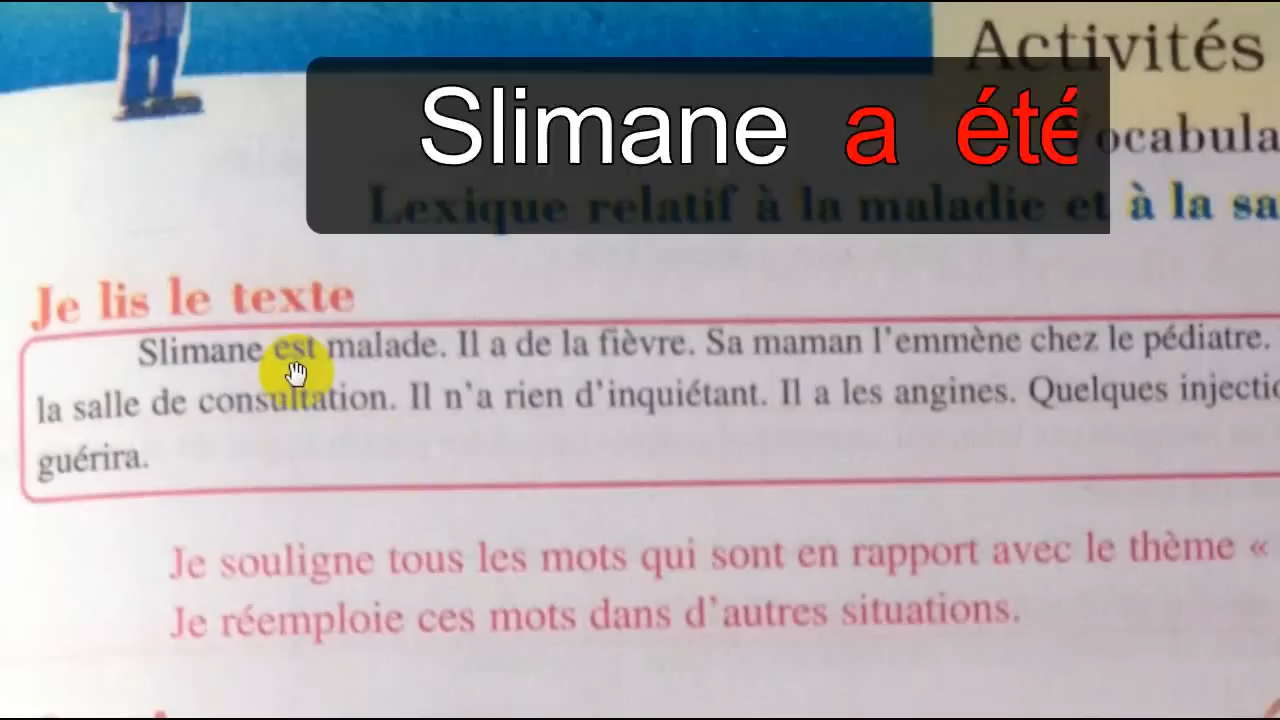 Activités
Slimane a été
ocabula
Lexique relatif à la maladie et à la sa
Je lis le texte
Slimane est malade. Il a de la fièvre. Sa maman l'emmène chez le pédiatre.
la salle de consultation. Il n'a rien d'inquiétant. Il a les angines. Quelques injectio
guérira.
Je souligne tous les mots qui sont en rapport avec le thème «
Je réemploie ces mots dans d'autres situations.